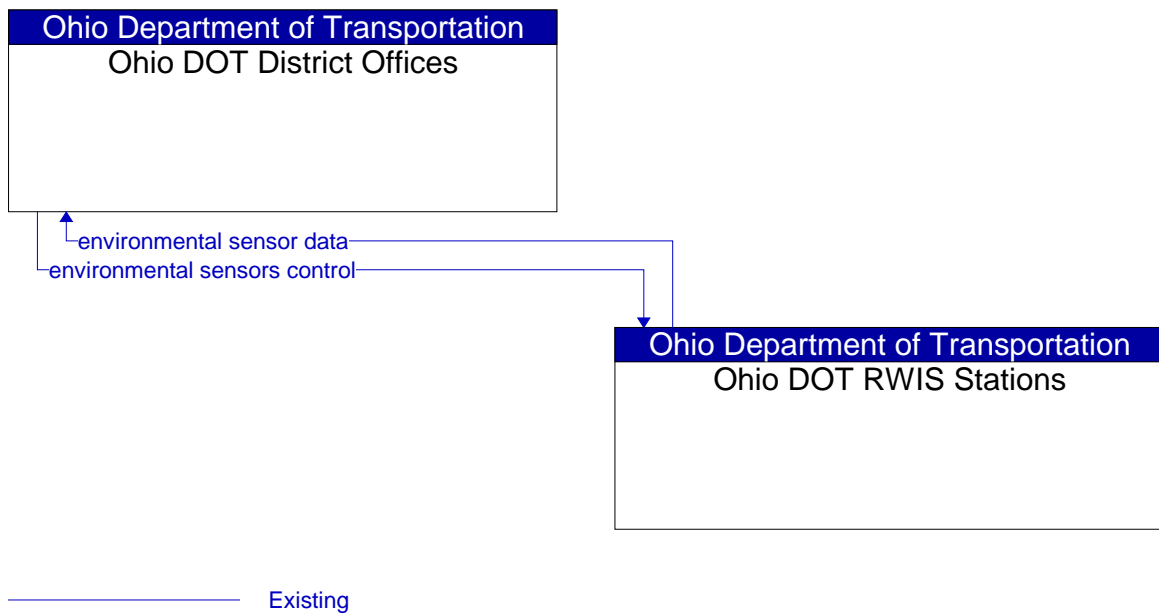 Ohio Department of Transportation
Ohio DOT District Offices
environmental sensor data
environmental sensors control
Ohio Department of Transportation
Ohio DOT RWIS Stations
Existing